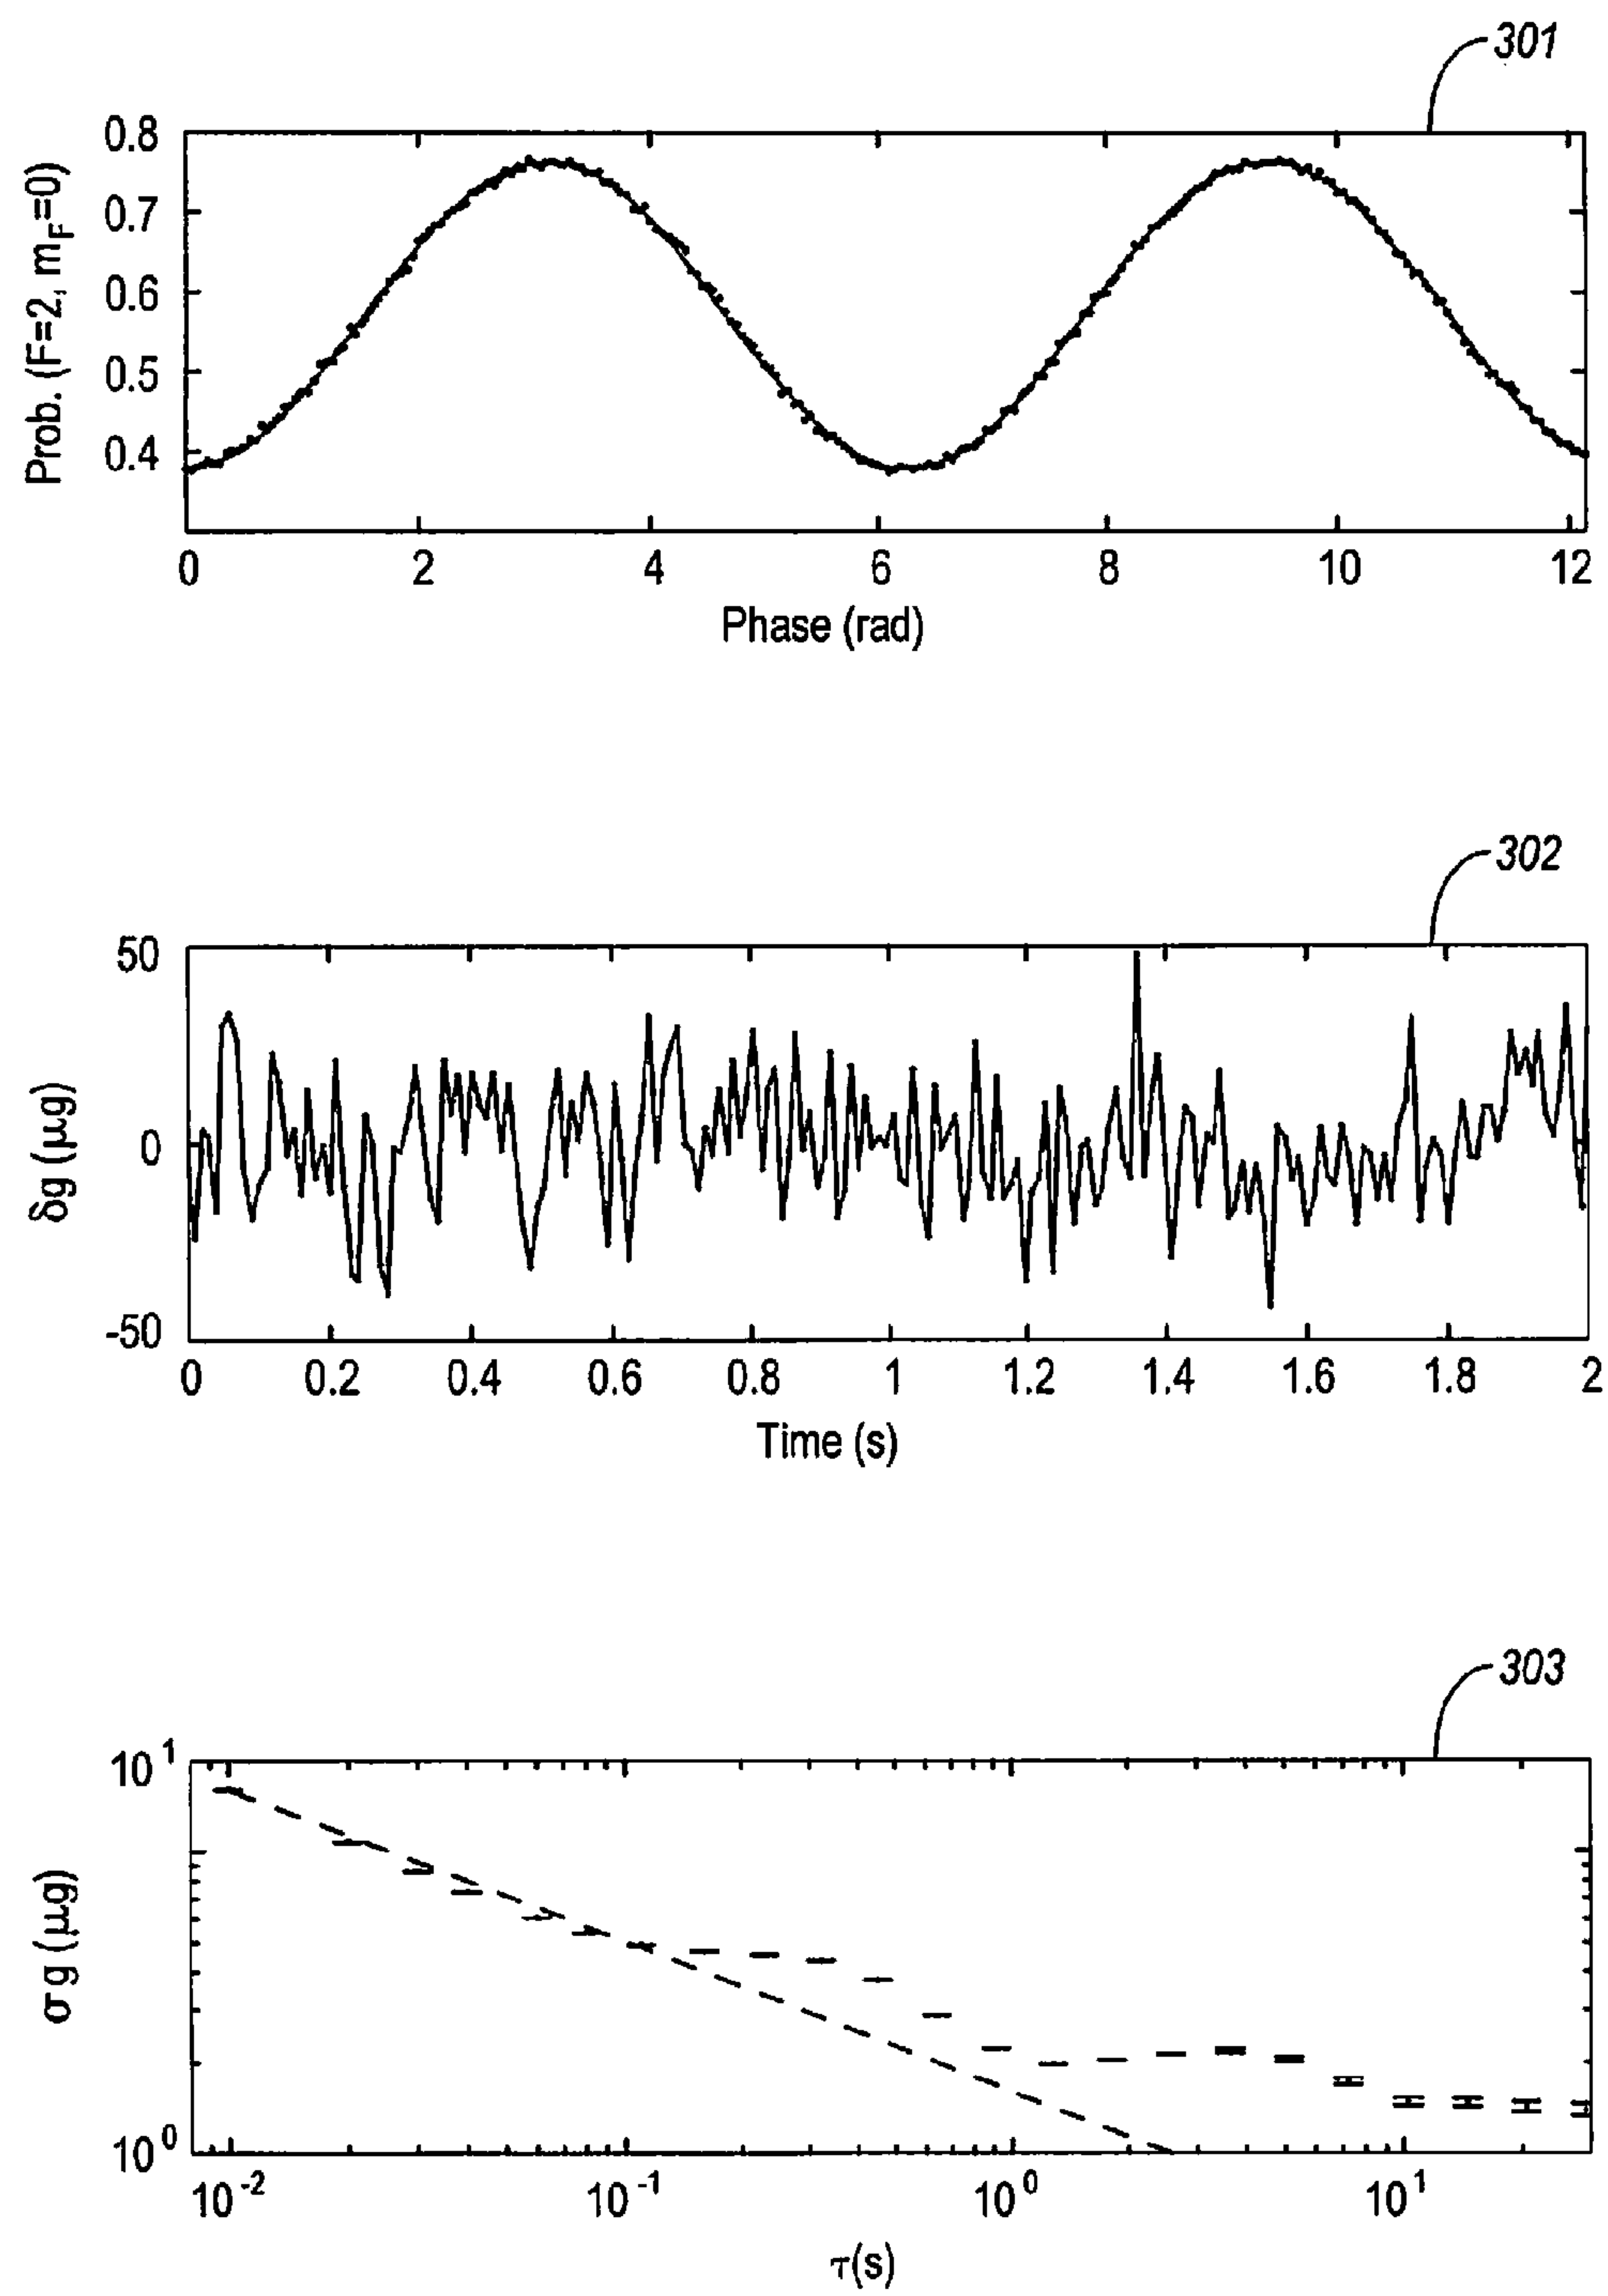 301
0.8
0.7
0.6
0.5
0.4
Prob. (F=2, mF=0)
0 2 4 6 8 10 12
Phase (rad)
302
50
0
-50
δg (µg)
0 0.2 0.4 0.6 0.8 1 1.2 1.4 1.6 1.8 2
Time (s)
303
10^1
10^0
σg (µg)
10^-2 10^-1 10^0 10^1
τ(s)